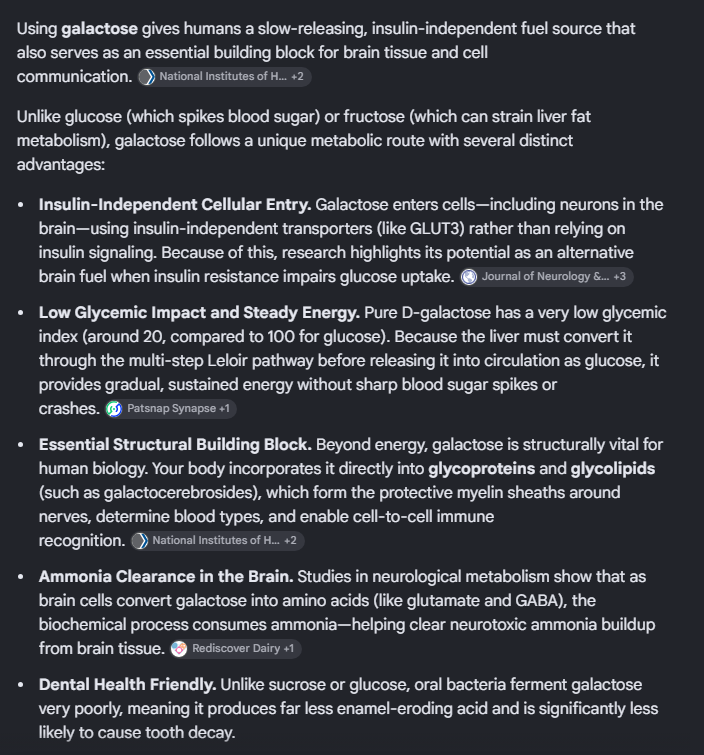 Using galactose gives humans a slow-releasing, insulin-independent fuel source that
also serves as an essential building block for brain tissue and cell
communication. National Institutes of H... +2
Unlike glucose (which spikes blood sugar) or fructose (which can strain liver fat
metabolism), galactose follows a unique metabolic route with several distinct
advantages:
• Insulin-Independent Cellular Entry. Galactose enters cells—including neurons in the
brain—using insulin-independent transporters (like GLUT3) rather than relying on
insulin signaling. Because of this, research highlights its potential as an alternative
brain fuel when insulin resistance impairs glucose uptake. Journal of Neurology &... +3
• Low Glycemic Impact and Steady Energy. Pure D-galactose has a very low glycemic
index (around 20, compared to 100 for glucose). Because the liver must convert it
through the multi-step Leloir pathway before releasing it into circulation as glucose, it
provides gradual, sustained energy without sharp blood sugar spikes or
crashes. Patsnap Synapse +1
• Essential Structural Building Block. Beyond energy, galactose is structurally vital for
human biology. Your body incorporates it directly into glycoproteins and glycolipids
(such as galactocerebrosides), which form the protective myelin sheaths around
nerves, determine blood types, and enable cell-to-cell immune
recognition. National Institutes of H... +2
• Ammonia Clearance in the Brain. Studies in neurological metabolism show that as
brain cells convert galactose into amino acids (like glutamate and GABA), the
biochemical process consumes ammonia—helping clear neurotoxic ammonia buildup
from brain tissue. Rediscover Dairy +1
• Dental Health Friendly. Unlike sucrose or glucose, oral bacteria ferment galactose
very poorly, meaning it produces far less enamel-eroding acid and is significantly less
likely to cause tooth decay.